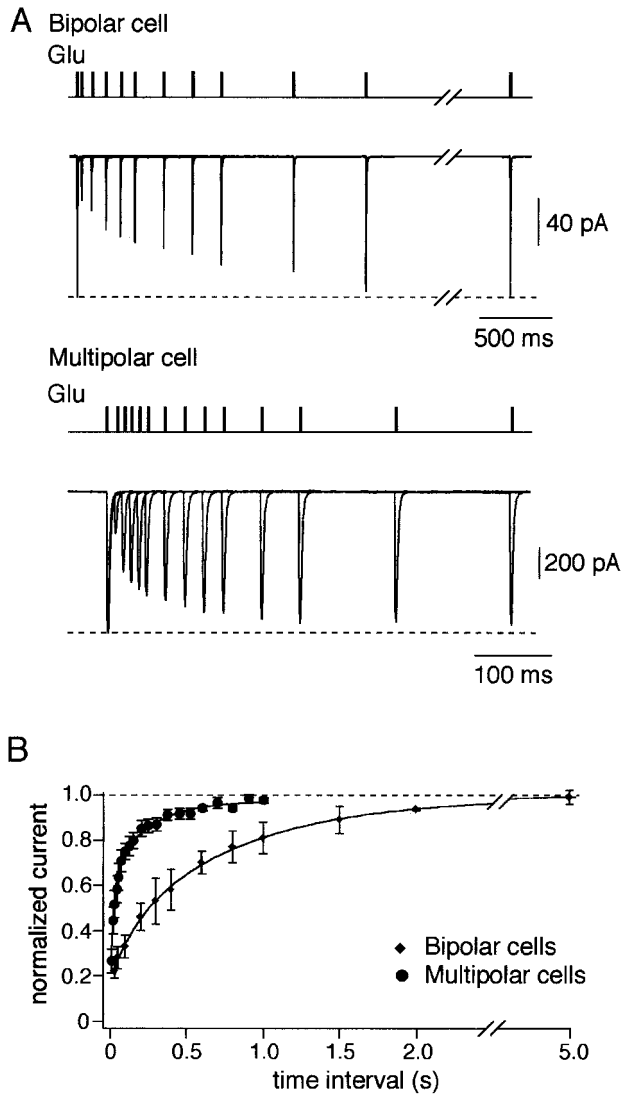 A Bipolar cell
Glu
40 pA
500 ms
Multipolar cell
Glu
200 pA
100 ms
B
normalized current
1.0
0.8
0.6
0.4
0.2
0
Bipolar cells
Multipolar cells
0 0.5 1.0 1.5 2.0 5.0
time interval (s)